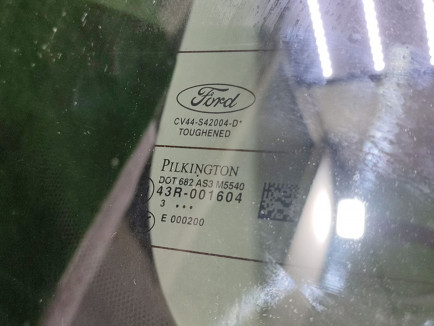 Ford
CV44-S42004-D*
TOUGHENED
PILKINGTON
DOT 682 AS3 M5540
43R-001604
3 ...
E 000200